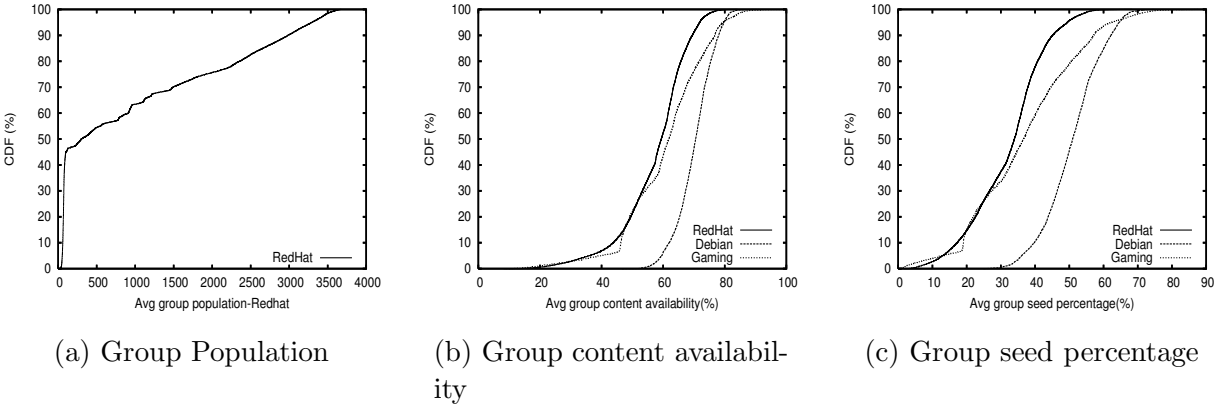 100
90
80
70
60
50
40
30
20
10
0
CDF (%)
RedHat
0 500 1000 1500 2000 2500 3000 3500 4000
Avg group population-Redhat
(a) Group Population
100
90
80
70
60
50
40
30
20
10
0
CDF (%)
RedHat
Debian
Gaming
0 20 40 60 80 100
Avg group content availability(%)
(b) Group content availabil-
ity
100
90
80
70
60
50
40
30
20
10
0
CDF (%)
RedHat
Debian
Gaming
0 10 20 30 40 50 60 70 80 90
Avg group seed percentage(%)
(c) Group seed percentage